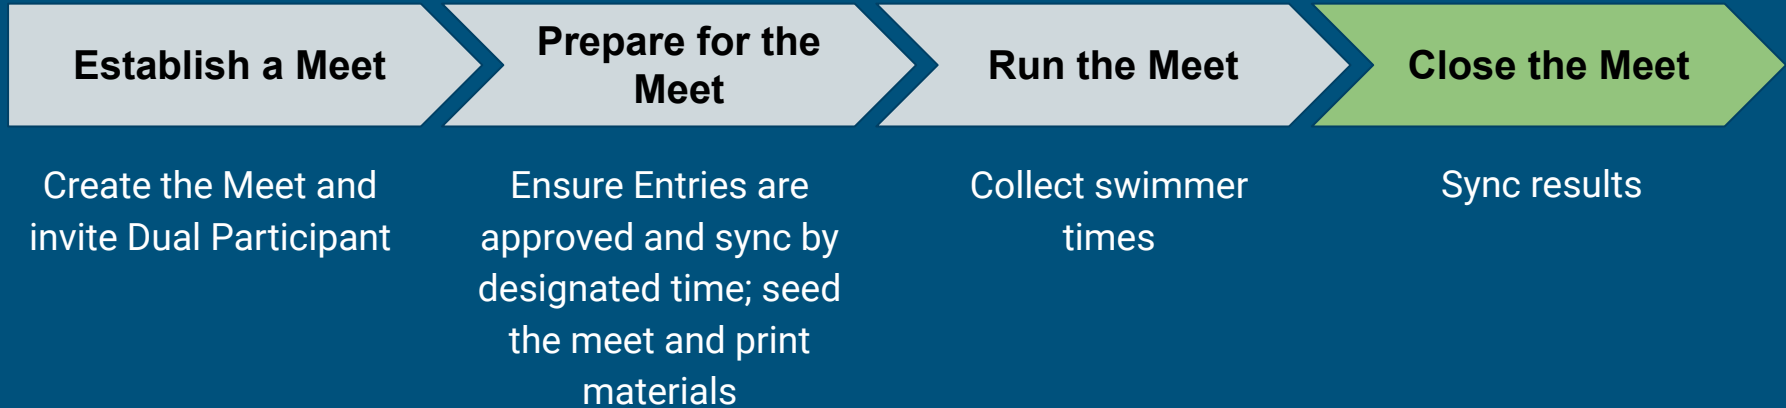 Establish a Meet
Prepare for the
Meet
Run the Meet
Close the Meet
Create the Meet and
invite Dual Participant
Ensure Entries are
approved and sync by
designated time; seed
the meet and print
materials
Collect swimmer
times
Sync results